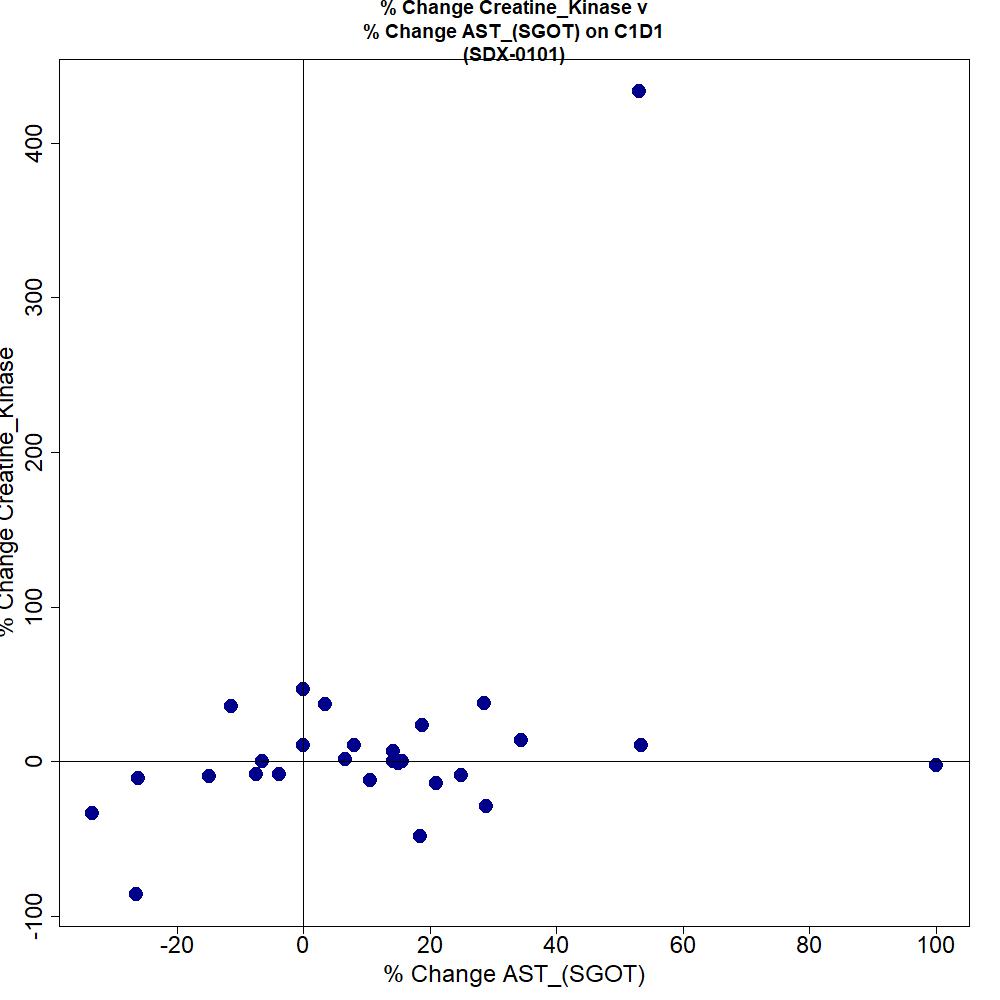 % Change Creatine_Kinase v
% Change AST_(SGOT) on C1D1
(SDX-0101)
% Change Creatine_Kinase
400
300
200
100
0
-100
-20
0
20
40
60
80
100
% Change AST_(SGOT)